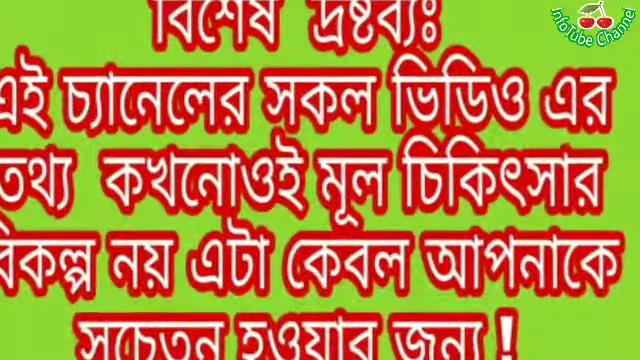 বিশেষ দ্রষ্টব্যঃ
InfoTube Channel
এই চ্যানেলের সকল ভিডিও এর
তথ্য কখনোওই মূল চিকিৎসার
বিকল্প নয় এটা কেবল আপনাকে
সচেতন হওয়ার জন্য !